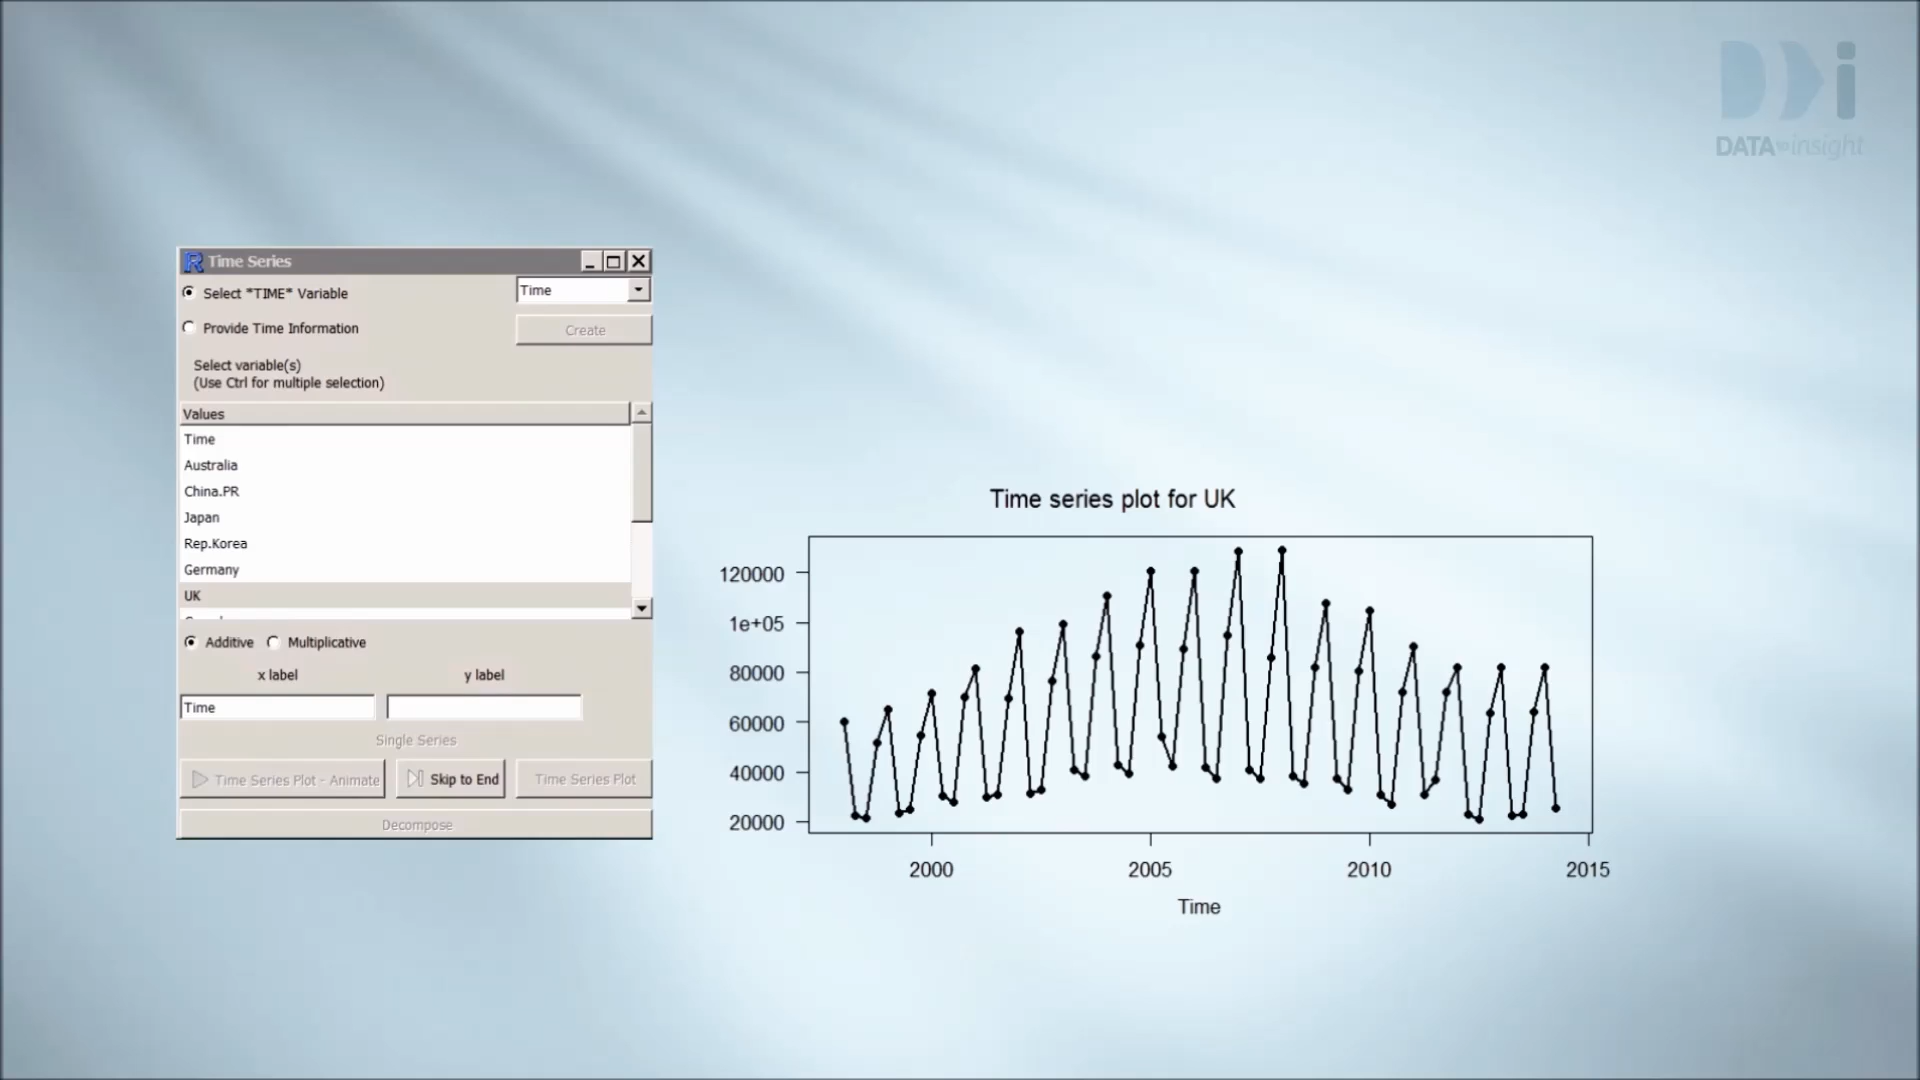 DATA to insight
Time Series
Select *TIME* Variable
Time
Provide Time Information
Create
Select variable(s)
(Use Ctrl for multiple selection)
Values
Time
Australia
China.PR
Japan
Rep.Korea
Germany
UK
Additive
Multiplicative
x label
y label
Time
Single Series
Time Series Plot - Animate
Skip to End
Time Series Plot
Decompose
Time series plot for UK
120000
1e+05
80000
60000
40000
20000
2000
2005
2010
2015
Time